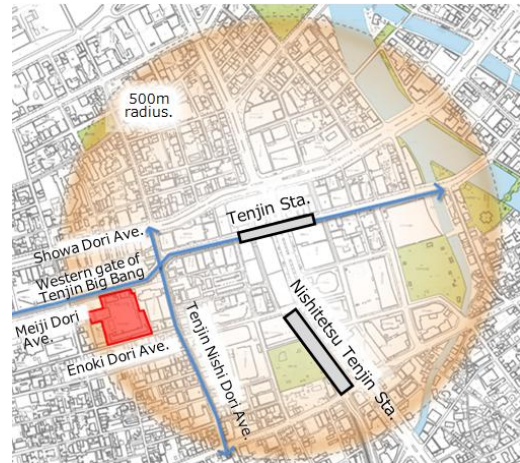 500m
radius.
Tenjin Sta.
Showa Dori Ave.
Western gate of
Tenjin Big Bang
Meiji Dori
Ave.
Enoki Dori Ave.
Tenjin Nishi Dori Ave.
Nishitetsu Tenjin Sta.